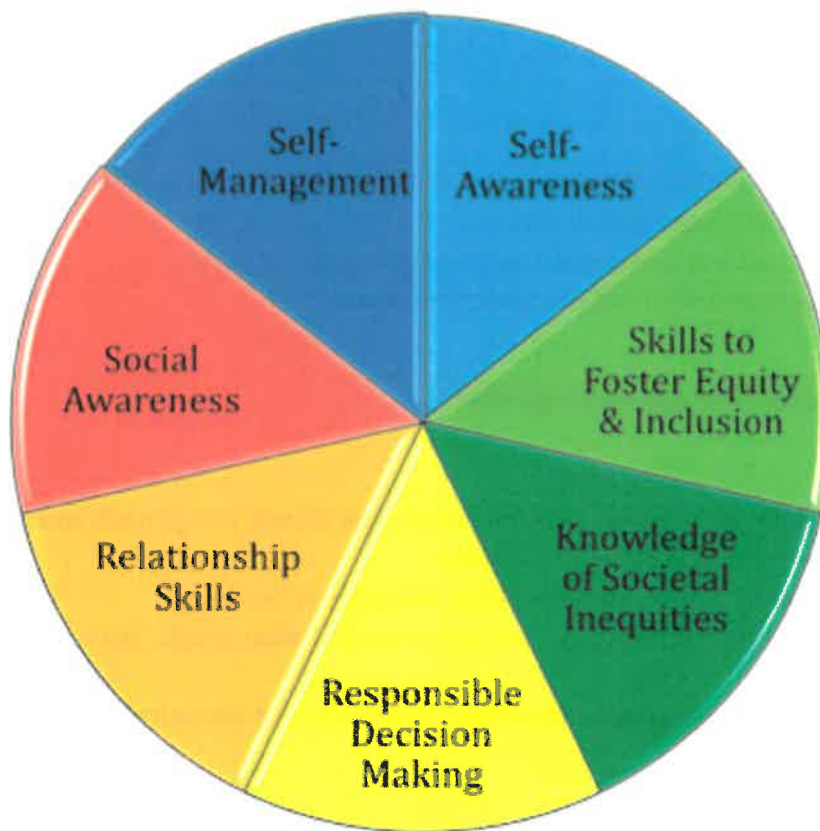 Self-
Management
Self-
Awareness
Social
Awareness
Skills to
Foster Equity
& Inclusion
Relationship
Skills
Knowledge
of Societal
Inequities
Responsible
Decision
Making